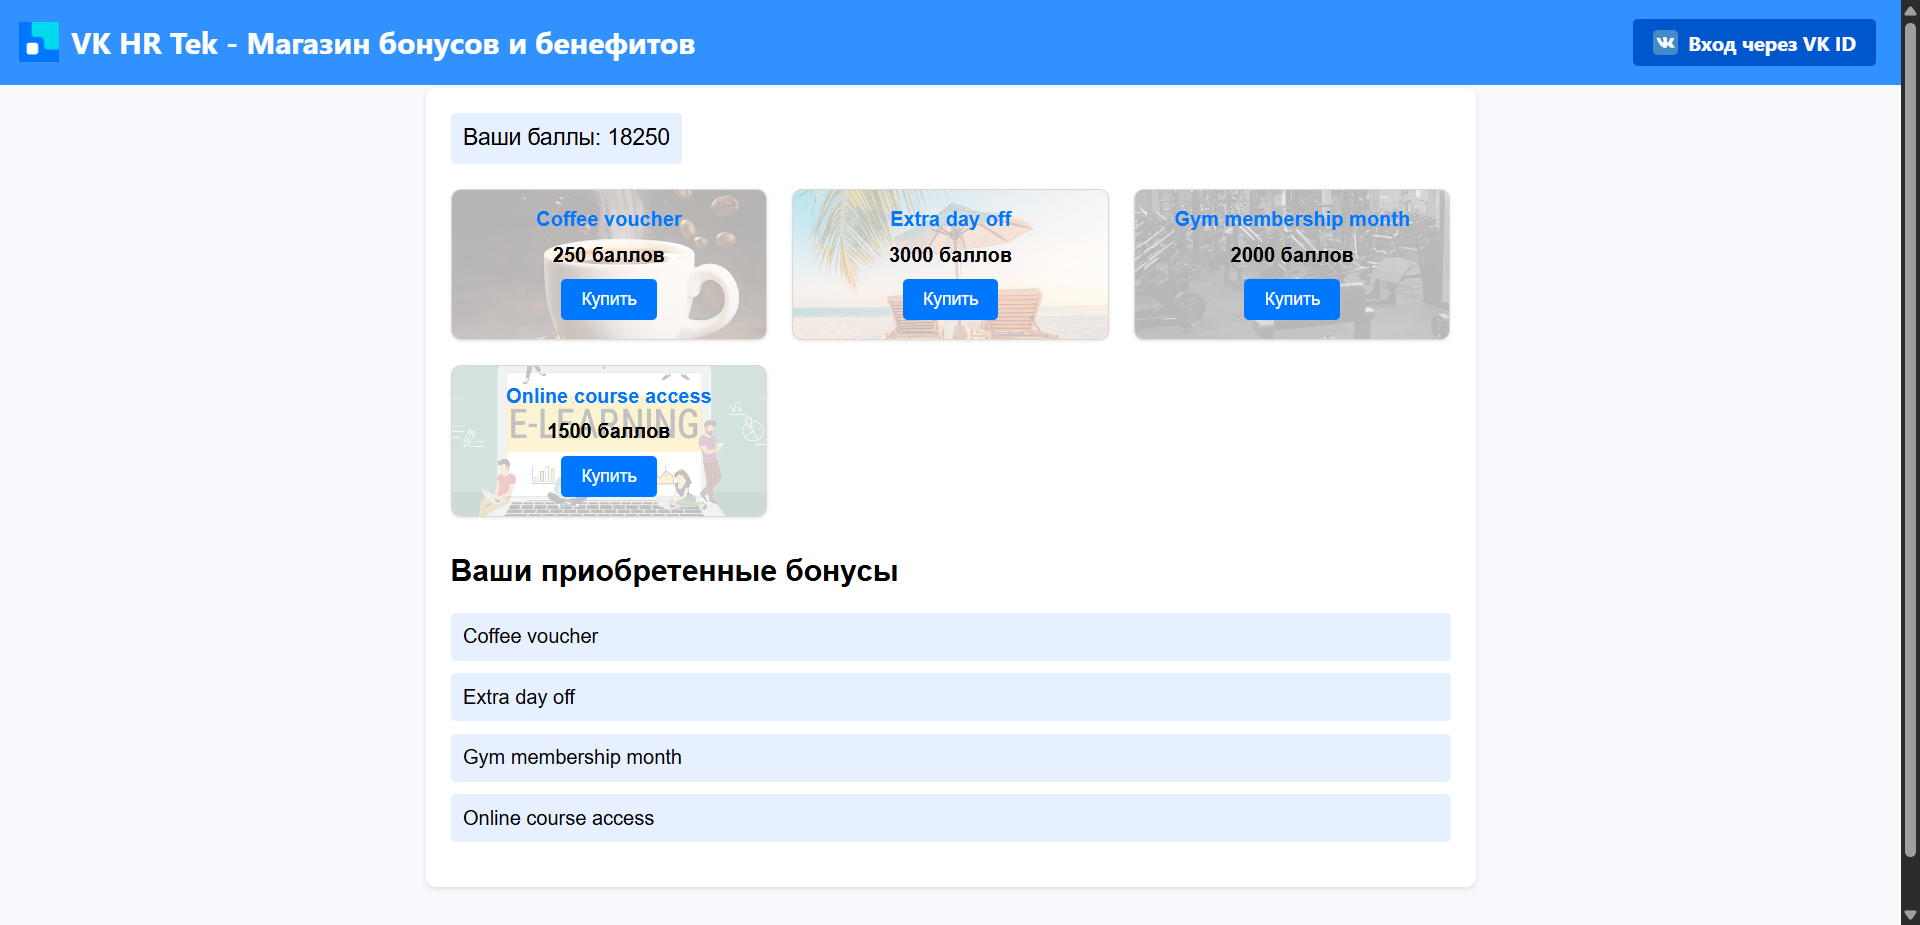 VK HR Tek - Магазин бонусов и бенефитов
Вход через VK ID
Ваши баллы: 18250
Coffee voucher
250 баллов
Купить
Extra day off
3000 баллов
Купить
Gym membership month
2000 баллов
Купить
Online course access
E-LEARNING
1500 баллов
Купить
Ваши приобретенные бонусы
Coffee voucher
Extra day off
Gym membership month
Online course access